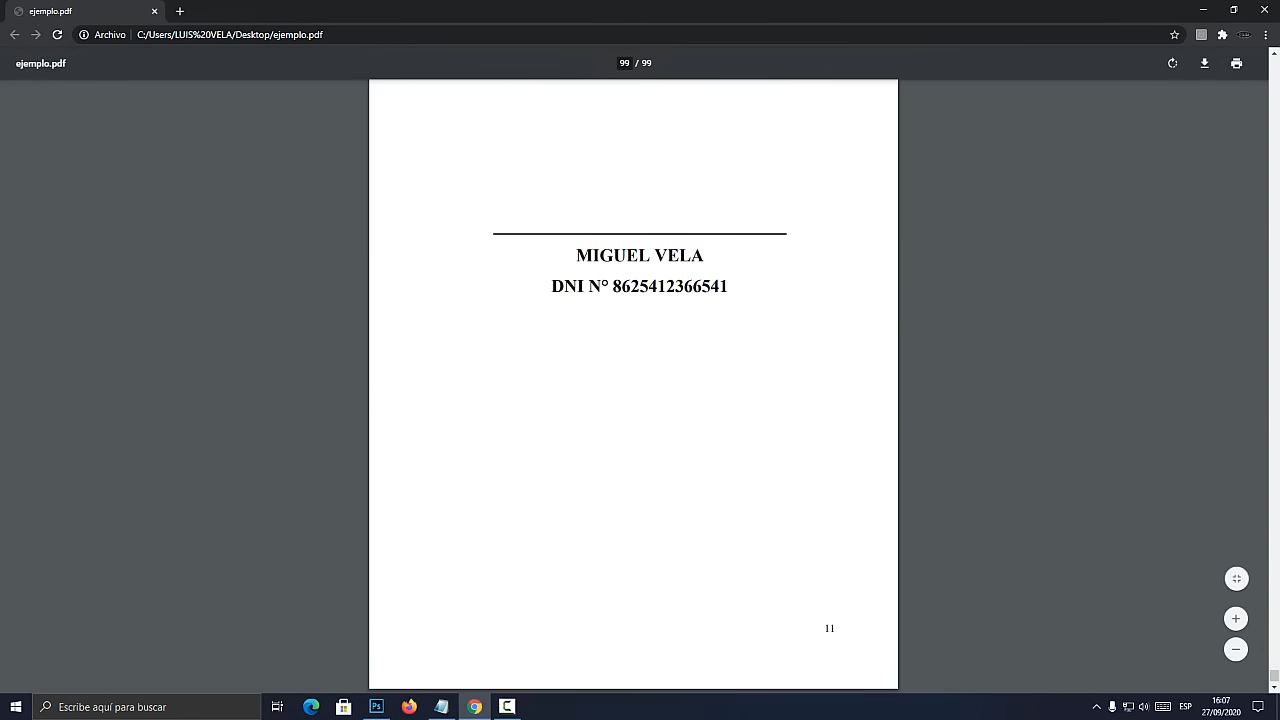 ejemplo.pdf
Archivo
C:/Users/LUIS%20VELA/Desktop/ejemplo.pdf
ejemplo.pdf
99 / 99
MIGUEL VELA
DNI N° 8625412366541
11
Escribe aquí para buscar
Ps
ESP
16:07
27/09/2020